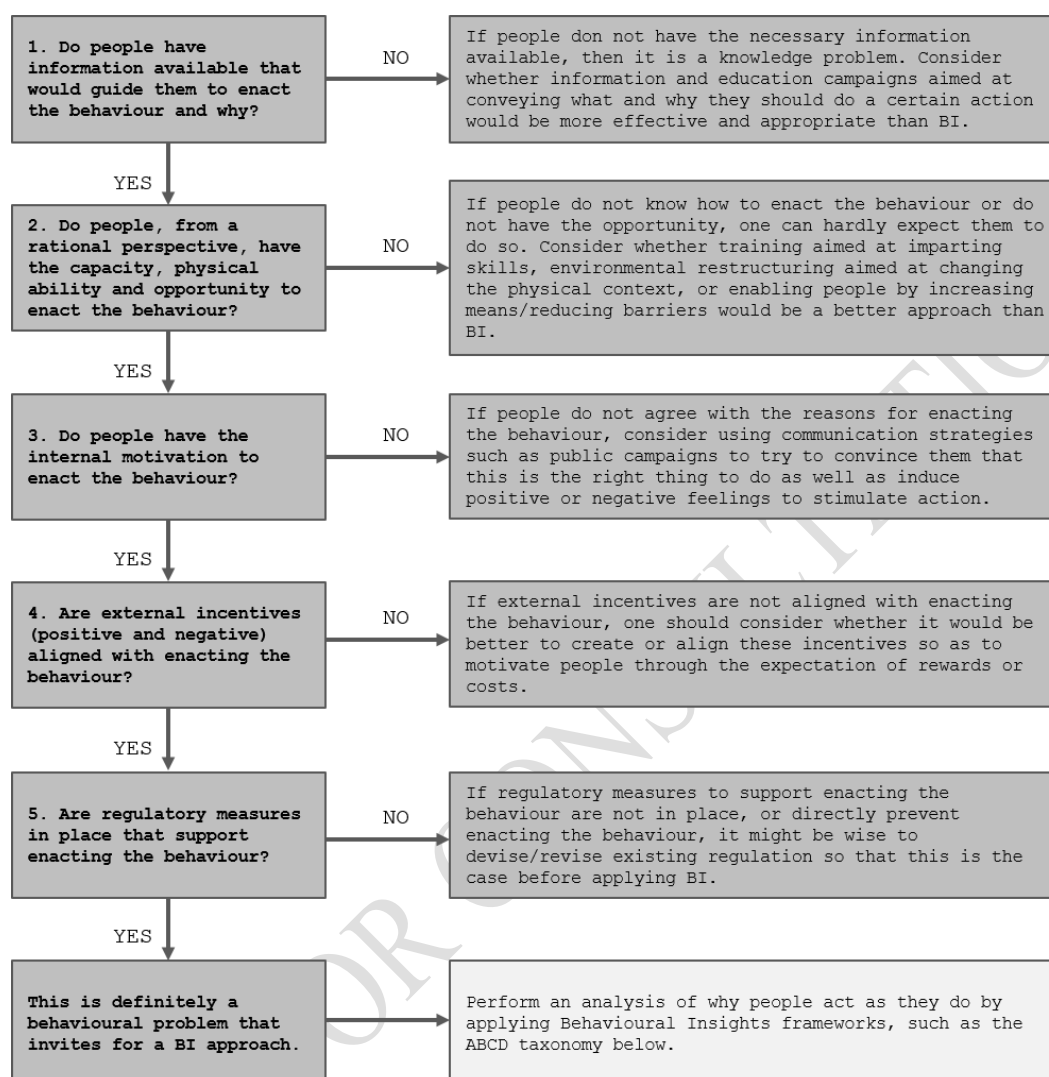 1. Do people have
information available that
would guide them to enact
the behaviour and why?
NO
If people don not have the necessary information
available, then it is a knowledge problem. Consider
whether information and education campaigns aimed at
conveying what and why they should do a certain action
would be more effective and appropriate than BI.
YES
2. Do people, from a
rational perspective, have
the capacity, physical
ability and opportunity to
enact the behaviour?
NO
If people do not know how to enact the behaviour or do
not have the opportunity, one can hardly expect them to
do so. Consider whether training aimed at imparting
skills, environmental restructuring aimed at changing
the physical context, or enabling people by increasing
means/reducing barriers would be a better approach than
BI.
YES
3. Do people have the
internal motivation to
enact the behaviour?
NO
If people do not agree with the reasons for enacting
the behaviour, consider using communication strategies
such as public campaigns to try to convince them that
this is the right thing to do as well as induce
positive or negative feelings to stimulate action.
YES
4. Are external incentives
(positive and negative)
aligned with enacting the
behaviour?
NO
If external incentives are not aligned with enacting
the behaviour, one should consider whether it would be
better to create or align these incentives so as to
motivate people through the expectation of rewards or
costs.
YES
5. Are regulatory measures
in place that support
enacting the behaviour?
NO
If regulatory measures to support enacting the
behaviour are not in place, or directly prevent
enacting the behaviour, it might be wise to
devise/revise existing regulation so that this is the
case before applying BI.
YES
This is definitely a
behavioural problem that
invites for a BI approach.
Perform an analysis of why people act as they do by
applying Behavioural Insights frameworks, such as the
ABCD taxonomy below.